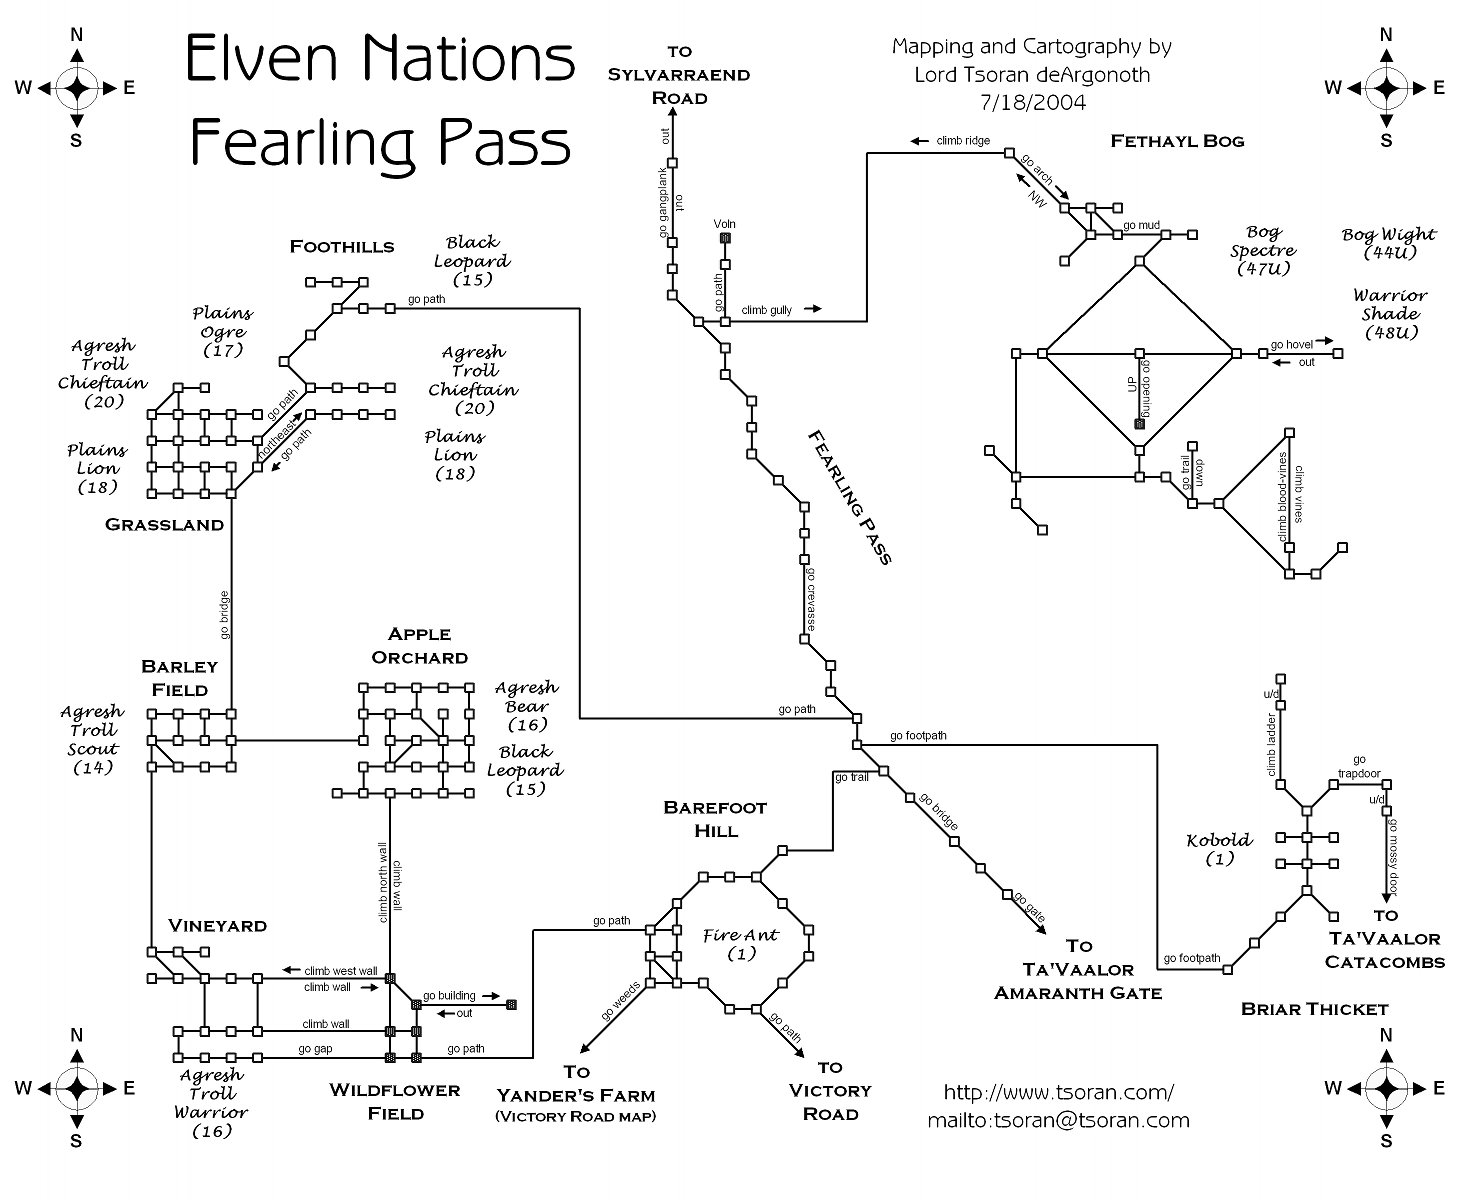 Elven Nations
Fearling Pass
N
W
E
S
N
W
E
S
TO
SYLVARRAEND
ROAD
Mapping and Cartography by
Lord Tsoran deArgonoth
7/18/2004
FETHAYL BOG
out
go gangplank
out
Voln
go path
climb gully
climb ridge
go arch
NW
go mud
Bog
Spectre
(47U)
Bog Wight
(44U)
Warrior
Shade
(48U)
go hovel
out
UP
go opening
go trail
down
climb blood-vines
climb vines
FOOTHILLS
Black
Leopard
(15)
go path
Plains
Ogre
(17)
Agresh
Troll
Chieftain
(20)
Agresh
Troll
Chieftain
(20)
go path
northeast
go path
Plains
Lion
(18)
Plains
Lion
(18)
GRASSLAND
FEARLING PASS
go crevasse
go bridge
BARLEY
FIELD
Agresh
Troll
Scout
(14)
APPLE
ORCHARD
Agresh
Bear
(16)
Black
Leopard
(15)
go path
go footpath
go trail
go bridge
go gate
TO
TA'VAALOR
AMARANTH GATE
u/d
climb ladder
go
trapdoor
u/d
go mossy door
Kobold
(1)
TO
TA'VAALOR
CATACOMBS
go footpath
BRIAR THICKET
BAREFOOT
HILL
Fire Ant
(1)
go path
go weeds
go path
climb north wall
climb wall
VINEYARD
climb west wall
climb wall
go building
out
climb wall
go gap
go path
Agresh
Troll
Warrior
(16)
WILDFLOWER
FIELD
TO
YANDER'S FARM
(VICTORY ROAD MAP)
TO
VICTORY
ROAD
http://www.tsoran.com/
mailto:tsoran@tsoran.com
N
W
E
S
N
W
E
S